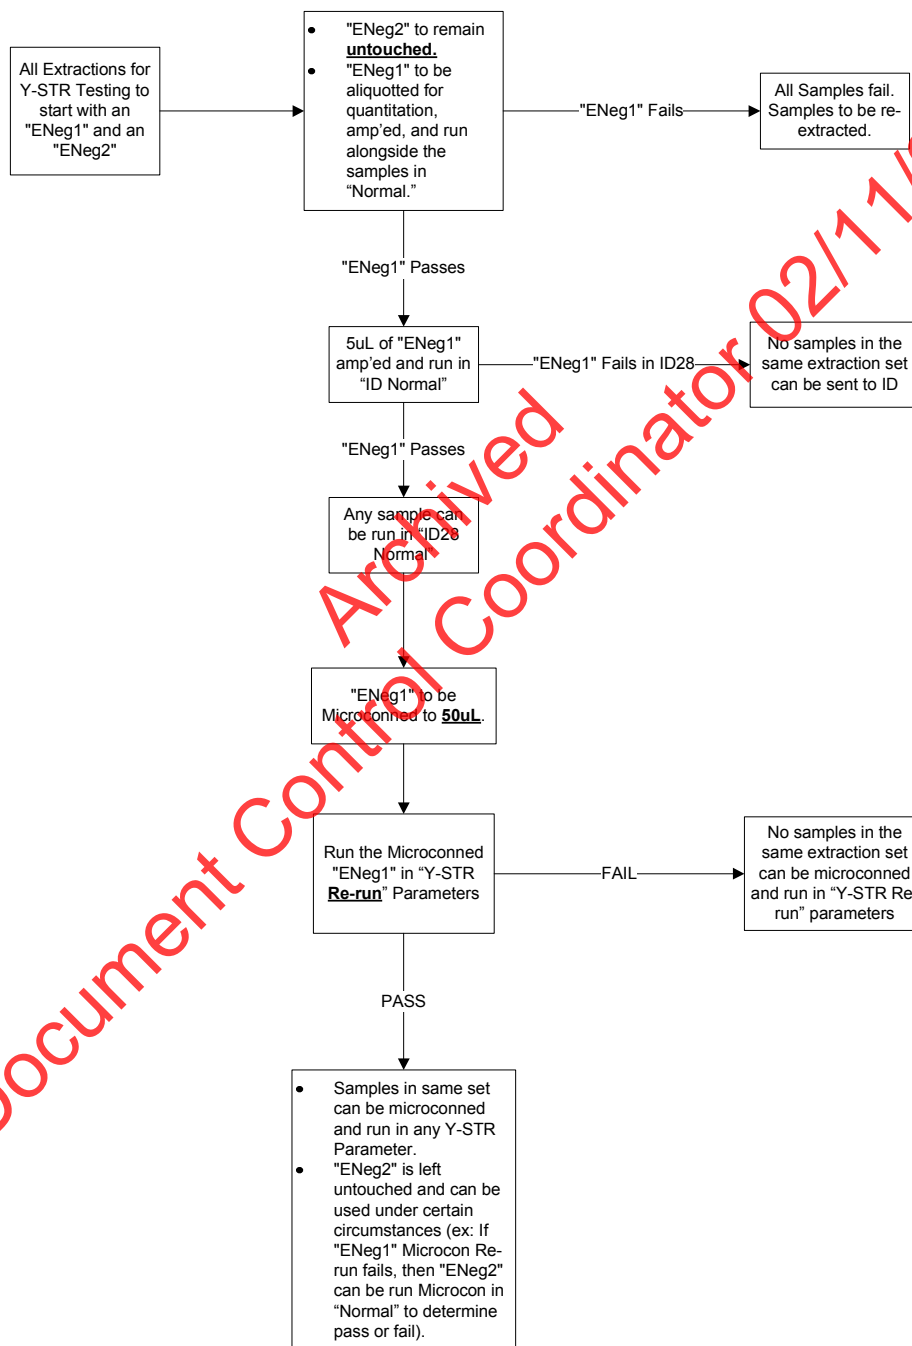 All Extractions for
Y-STR Testing to
start with an
"ENeg1" and an
"ENeg2"
• "ENeg2" to remain
untouched.
• "ENeg1" to be
aliquotted for
quantitation,
amp'ed, and run
alongside the
samples in
“Normal.”
"ENeg1" Fails
All Samples fail.
Samples to be re-
extracted.
"ENeg1" Passes
5uL of "ENeg1"
amp'ed and run in
“ID Normal”
"ENeg1" Fails in ID28
No samples in the
same extraction set
can be sent to ID
"ENeg1" Passes
Any sample can
be run in “ID28
Normal”
"ENeg1" to be
Microconned to 50uL.
Run the Microconned
"ENeg1" in “Y-STR
Re-run” Parameters
FAIL
No samples in the
same extraction set
can be microconned
and run in “Y-STR Re-
run” parameters
PASS
• Samples in same set
can be microconned
and run in any Y-STR
Parameter.
• "ENeg2" is left
untouched and can be
used under certain
circumstances (ex: If
"ENeg1" Microcon Re-
run fails, then "ENeg2"
can be run Microcon in
“Normal” to determine
pass or fail).
Archived
Document Control Coordinator 02/11/